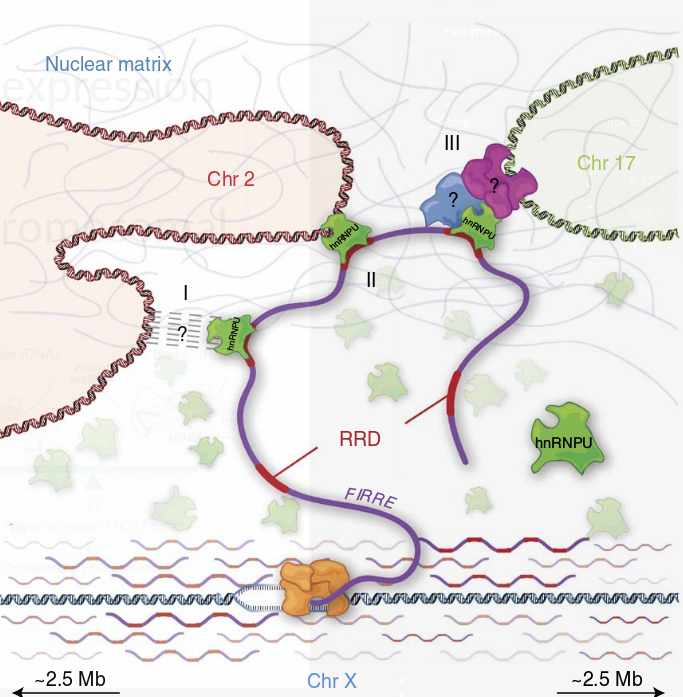 Nuclear matrix
expression
III
Chr 17
Chr 2
?
?
hnRNPU
hnRNPU
II
I
?
hnRNPU
RRD
hnRNPU
FIRRE
~2.5 Mb
Chr X
~2.5 Mb